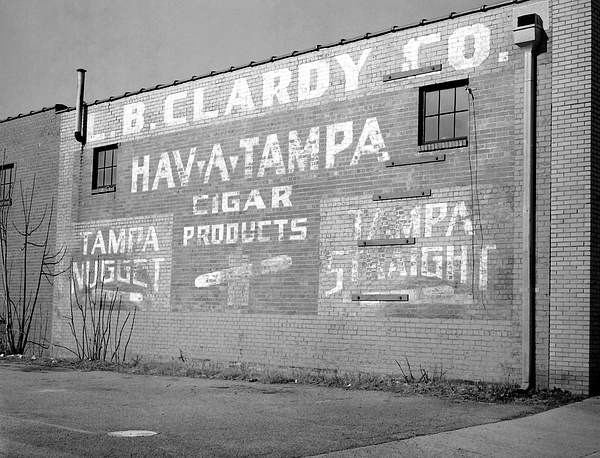 L.B. CLARDY CO.
HAV-A-TAMPA
CIGAR
PRODUCTS
TAMPA
NUGGET
TAMPA
STRAIGHT